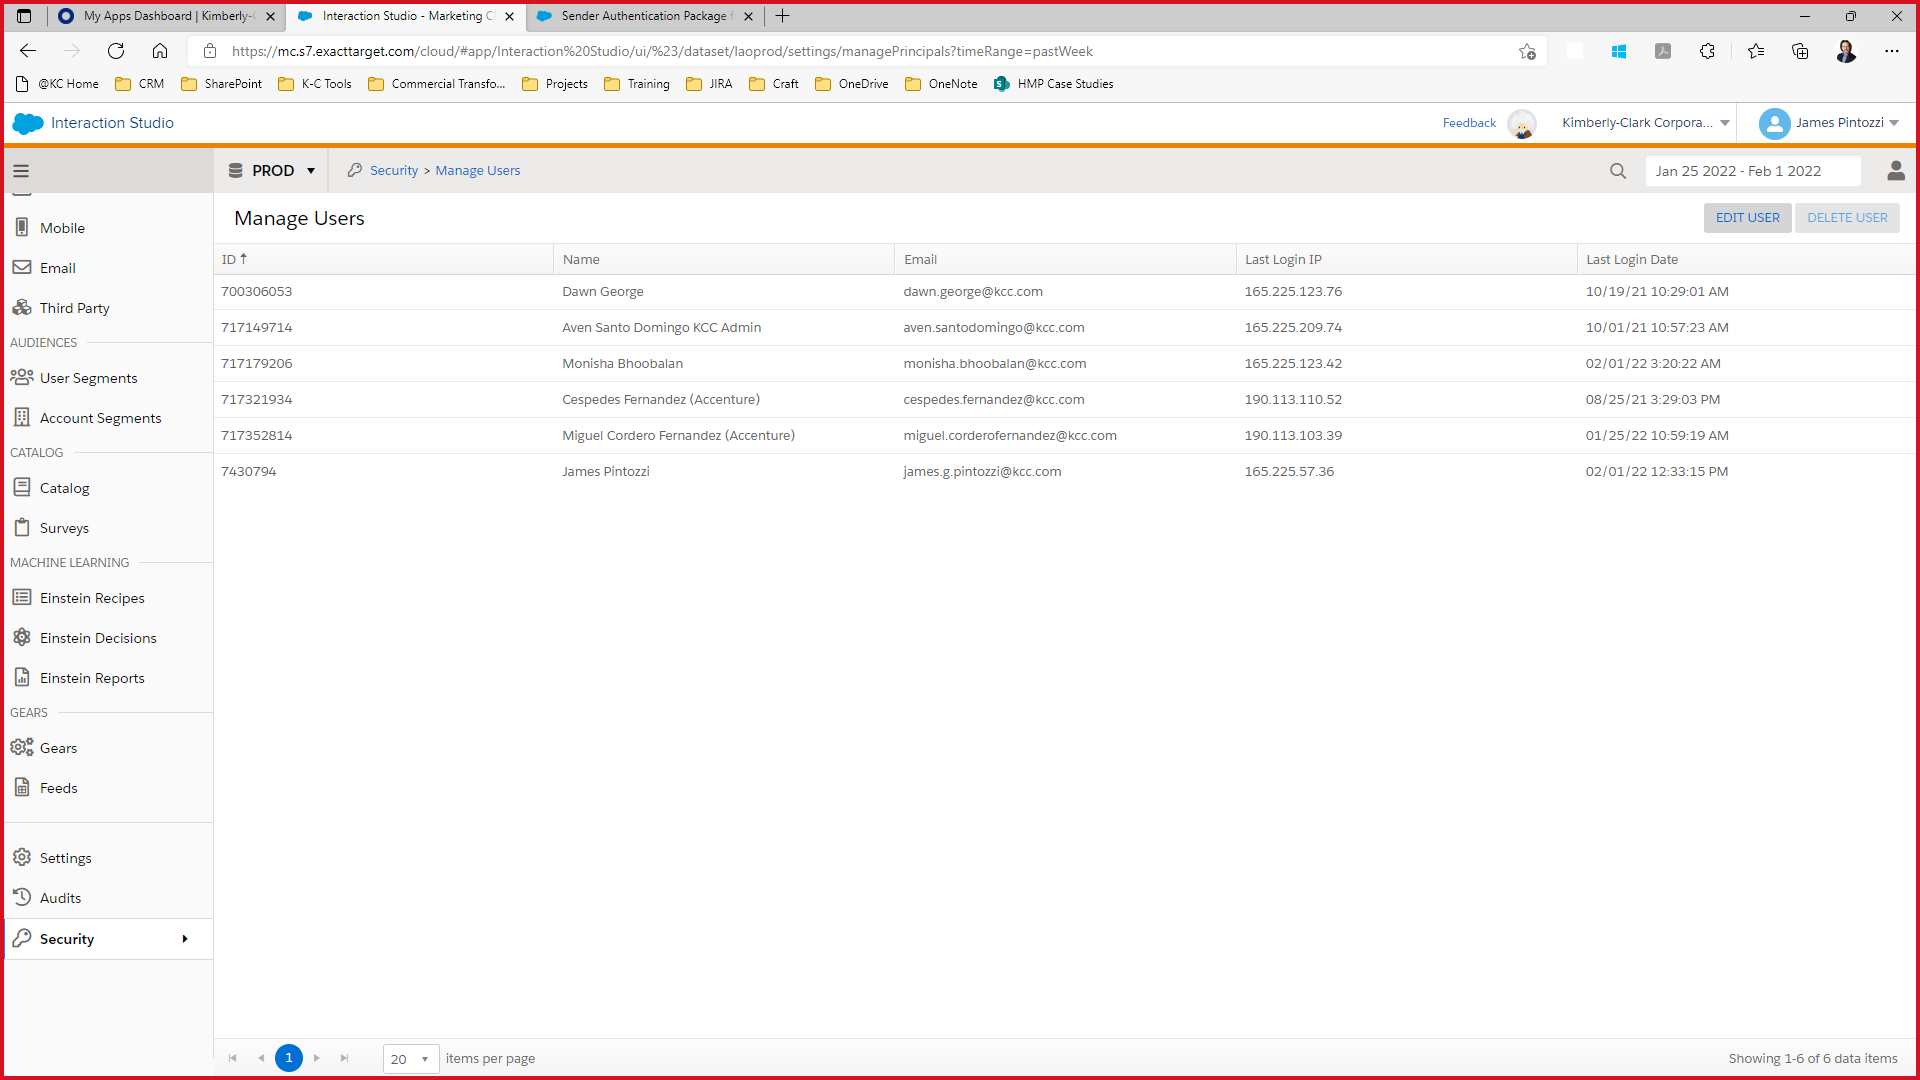 My Apps Dashboard | Kimberly-C
Interaction Studio - Marketing Cl
Sender Authentication Package f
https://mc.s7.exacttarget.com/cloud/#app/Interaction%20Studio/ui/%23/dataset/laoprod/settings/managePrincipals?timeRange=pastWeek
@KC Home CRM SharePoint K-C Tools Commercial Transfo... Projects Training JIRA Craft OneDrive OneNote HMP Case Studies
Interaction Studio
Feedback
Kimberly-Clark Corpora...
James Pintozzi
PROD
Security > Manage Users
Jan 25 2022 - Feb 1 2022
Mobile
Email
Third Party
AUDIENCES
User Segments
Account Segments
CATALOG
Catalog
Surveys
MACHINE LEARNING
Einstein Recipes
Einstein Decisions
Einstein Reports
GEARS
Gears
Feeds
Settings
Audits
Security
Manage Users
EDIT USER
DELETE USER
ID Name Email Last Login IP Last Login Date
700306053 Dawn George dawn.george@kcc.com 165.225.123.76 10/19/21 10:29:01 AM
717149714 Aven Santo Domingo KCC Admin aven.santodomingo@kcc.com 165.225.209.74 10/01/21 10:57:23 AM
717179206 Monisha Bhoobalan monisha.bhoobalan@kcc.com 165.225.123.42 02/01/22 3:20:22 AM
717321934 Cespedes Fernandez (Accenture) cespedes.fernandez@kcc.com 190.113.110.52 08/25/21 3:29:03 PM
717352814 Miguel Cordero Fernandez (Accenture) miguel.corderofernandez@kcc.com 190.113.103.39 01/25/22 10:59:19 AM
7430794 James Pintozzi james.g.pintozzi@kcc.com 165.225.57.36 02/01/22 12:33:15 PM
1
20 items per page
Showing 1-6 of 6 data items